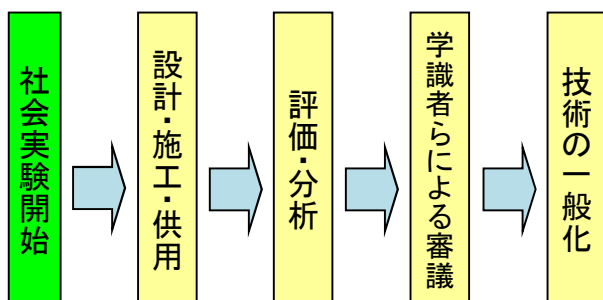 社会実験開始
設計・施工・供用
評価・分析
学識者らによる審議
技術の一般化